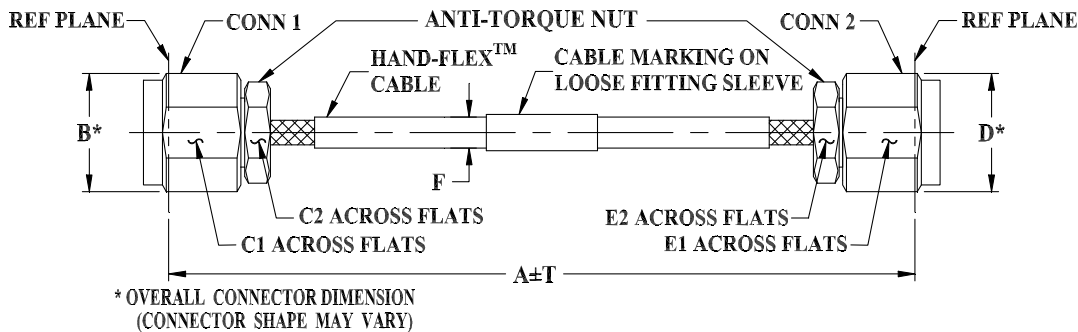 REF PLANE
CONN 1
ANTI-TORQUE NUT
CONN 2
REF PLANE
HAND-FLEX™
CABLE
CABLE MARKING ON
LOOSE FITTING SLEEVE
B*
D*
F
C2 ACROSS FLATS
E2 ACROSS FLATS
C1 ACROSS FLATS
E1 ACROSS FLATS
A±T
* OVERALL CONNECTOR DIMENSION
(CONNECTOR SHAPE MAY VARY)